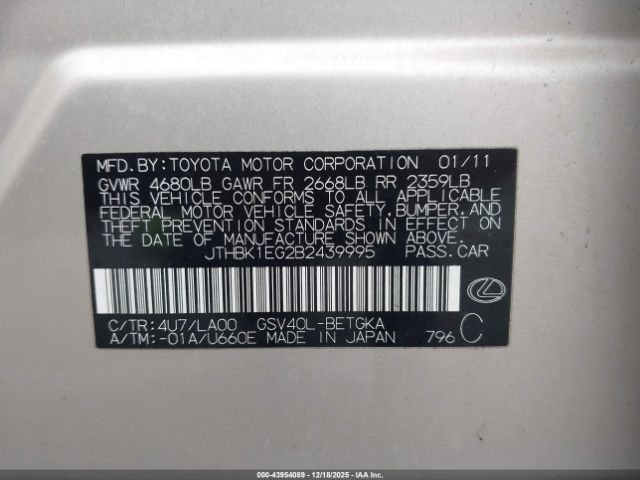 MFD. BY: TOYOTA MOTOR CORPORATION 01/11
GVWR 4680LB GAWR FR 2668LB RR 2359LB
THIS VEHICLE CONFORMS TO ALL APPLICABLE
FEDERAL MOTOR VEHICLE SAFETY, BUMPER, AND
THEFT PREVENTION STANDARDS IN EFFECT ON
THE DATE OF MANUFACTURE SHOWN ABOVE.
JTHBK1EG2B2439995 PASS. CAR
C/TR: 4U7/LA00 GSV40L-BETGKA
A/TM: -01A/U660E MADE IN JAPAN 796 C
000-43954089 - 12/18/2025 - IAA